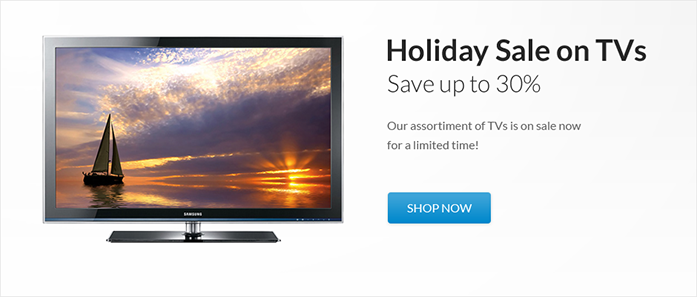 Holiday Sale on TVs
Save up to 30%
Our assortiment of TVs is on sale now
for a limited time!
SHOP NOW
SAMSUNG